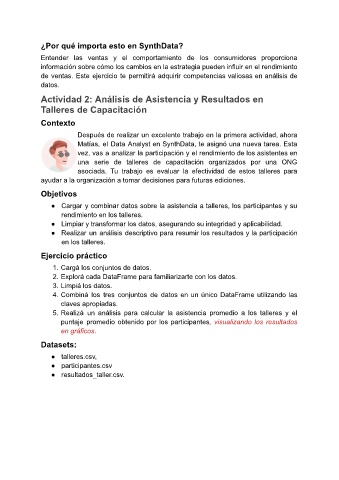 ¿Por qué importa esto en SynthData?
Entender las ventas y el comportamiento de los consumidores proporciona
información sobre cómo los cambios en la estrategia pueden influir en el rendimiento
de ventas. Este ejercicio te permitirá adquirir competencias valiosas en análisis de
datos.
Actividad 2: Análisis de Asistencia y Resultados en
Talleres de Capacitación
Contexto
Después de realizar un excelente trabajo en la primera actividad, ahora
Matías, el Data Analyst en SynthData, te asignó una nueva tarea. Esta
vez, vas a analizar la participación y el rendimiento de los asistentes en
una serie de talleres de capacitación organizados por una ONG
asociada. Tu trabajo es evaluar la efectividad de estos talleres para
ayudar a la organización a tomar decisiones para futuras ediciones.
Objetivos
● Cargar y combinar datos sobre la asistencia a talleres, los participantes y su
rendimiento en los talleres.
● Limpiar y transformar los datos, asegurando su integridad y aplicabilidad.
● Realizar un análisis descriptivo para resumir los resultados y la participación
en los talleres.
Ejercicio práctico
1. Cargá los conjuntos de datos.
2. Explorá cada DataFrame para familiarizarte con los datos.
3. Limpiá los datos.
4. Combiná los tres conjuntos de datos en un único DataFrame utilizando las
claves apropiadas.
5. Realizá un análisis para calcular la asistencia promedio a los talleres y el
puntaje promedio obtenido por los participantes, visualizando los resultados
en gráficos.
Datasets:
● talleres.csv,
● participantes.csv
● resultados_taller.csv.